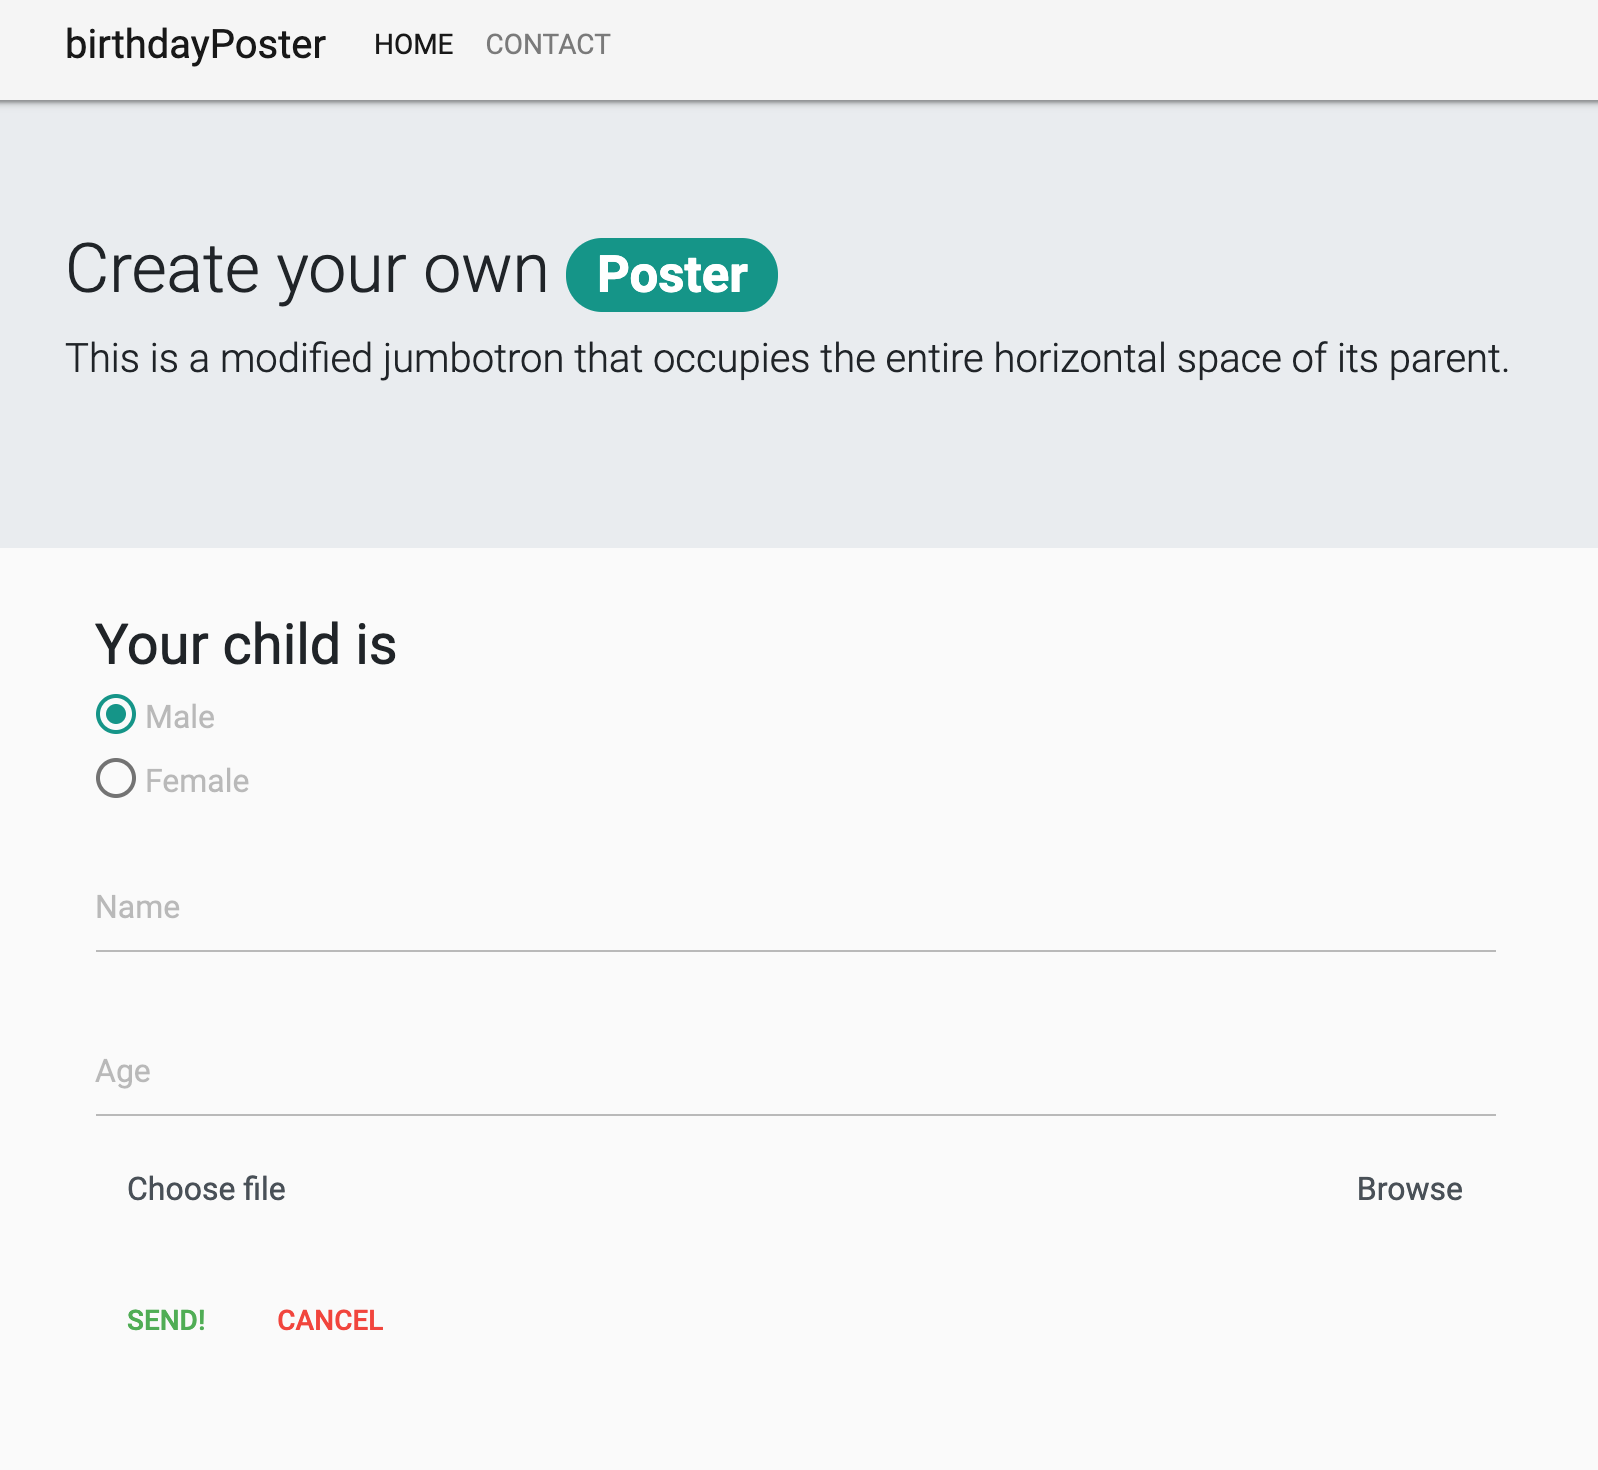 birthdayPoster HOME CONTACT
Create your own Poster
This is a modified jumbotron that occupies the entire horizontal space of its parent.
Your child is
Male
Female
Name
Age
Choose file Browse
SEND! CANCEL